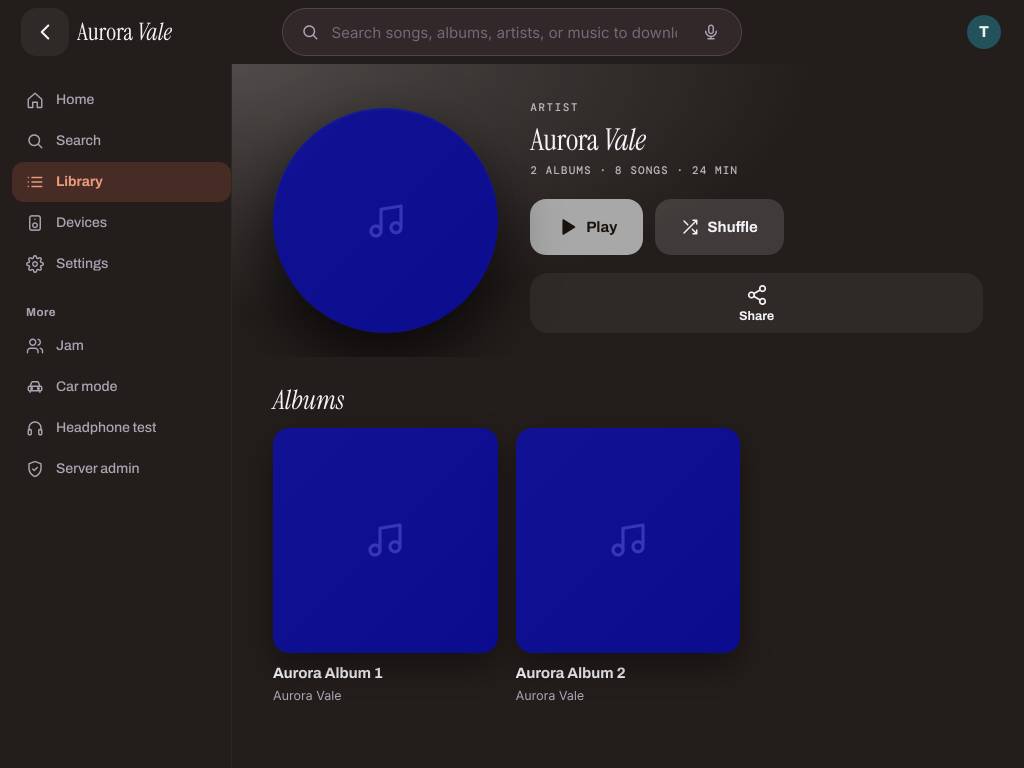 Aurora Vale
Search songs, albums, artists, or music to downl
T
Home
Search
Library
Devices
Settings
More
Jam
Car mode
Headphone test
Server admin
ARTIST
Aurora Vale
2 ALBUMS · 8 SONGS · 24 MIN
Play
Shuffle
Share
Albums
Aurora Album 1
Aurora Vale
Aurora Album 2
Aurora Vale